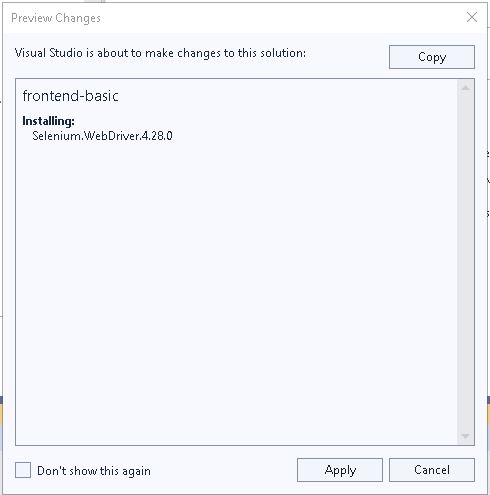 Preview Changes
Visual Studio is about to make changes to this solution:
Copy
frontend-basic
Installing:
Selenium.WebDriver.4.28.0
Don't show this again
Apply
Cancel